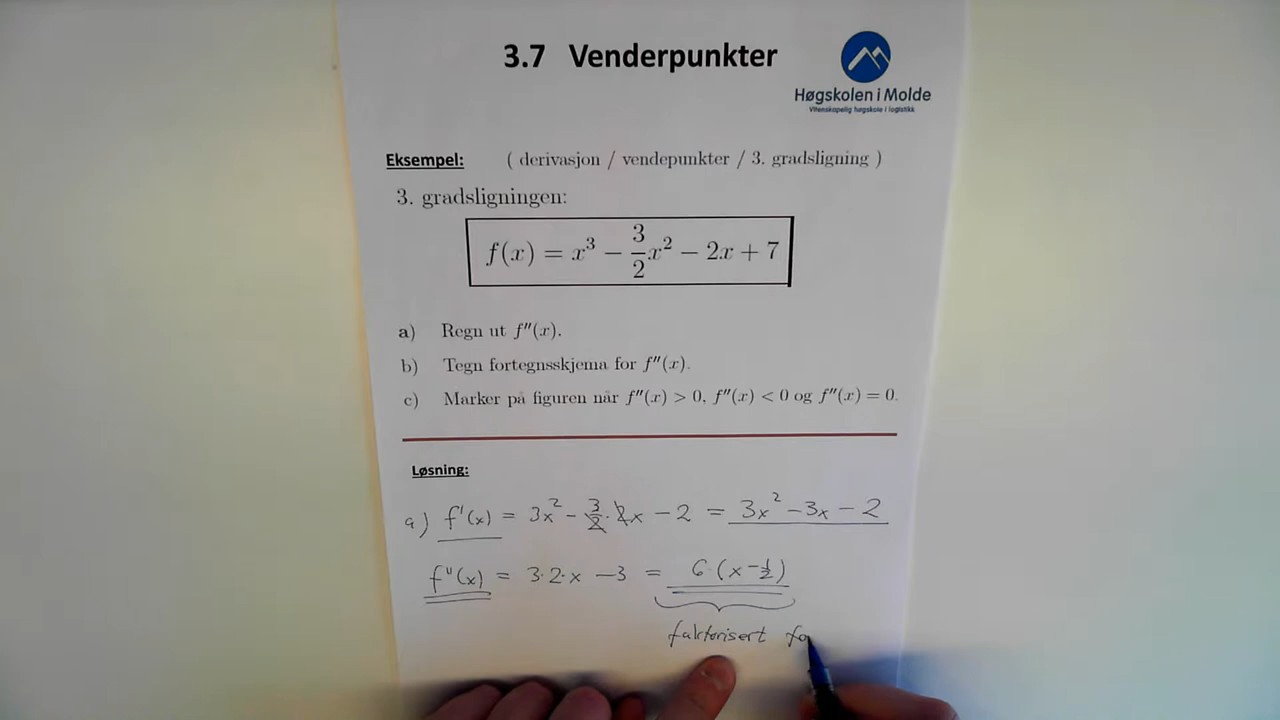 3.7 Venderpunkter
Høgskolen i Molde
Vitenskapelig høgskole i logistikk
Eksempel: ( derivasjon / vendepunkter / 3. gradsligning )
3. gradsligningen:
f(x) = x³ − 3/2 x² − 2x + 7
a) Regn ut f″(x).
b) Tegn fortegnsskjema for f″(x).
c) Marker på figuren når f″(x) > 0, f″(x) < 0 og f″(x) = 0.
Løsning:
a) f'(x) = 3x² − 3/2 · 2x − 2 = 3x² − 3x − 2
f"(x) = 3·2·x − 3 = 6·(x − 1/2)
faktorisert fo